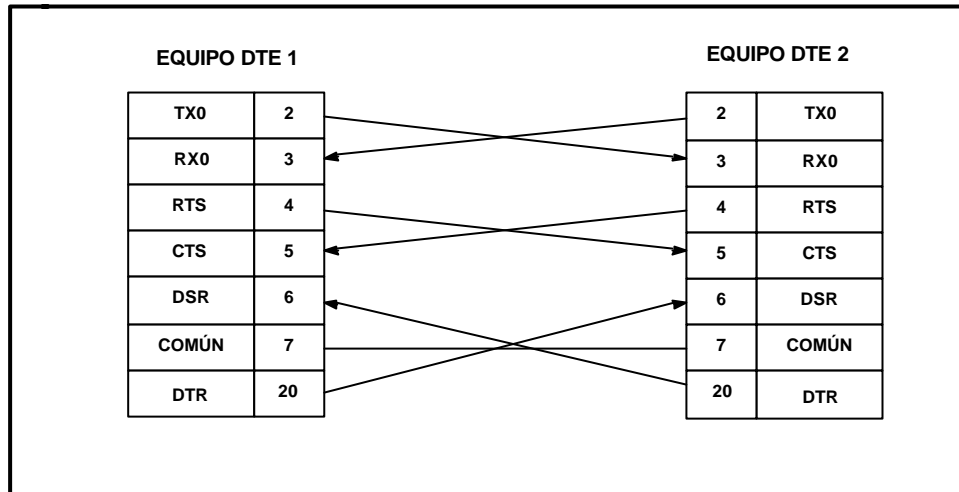 EQUIPO DTE 1
EQUIPO DTE 2
TX0 2
2 TX0
RX0 3
3 RX0
RTS 4
4 RTS
CTS 5
5 CTS
DSR 6
6 DSR
COMÚN 7
7 COMÚN
DTR 20
20 DTR